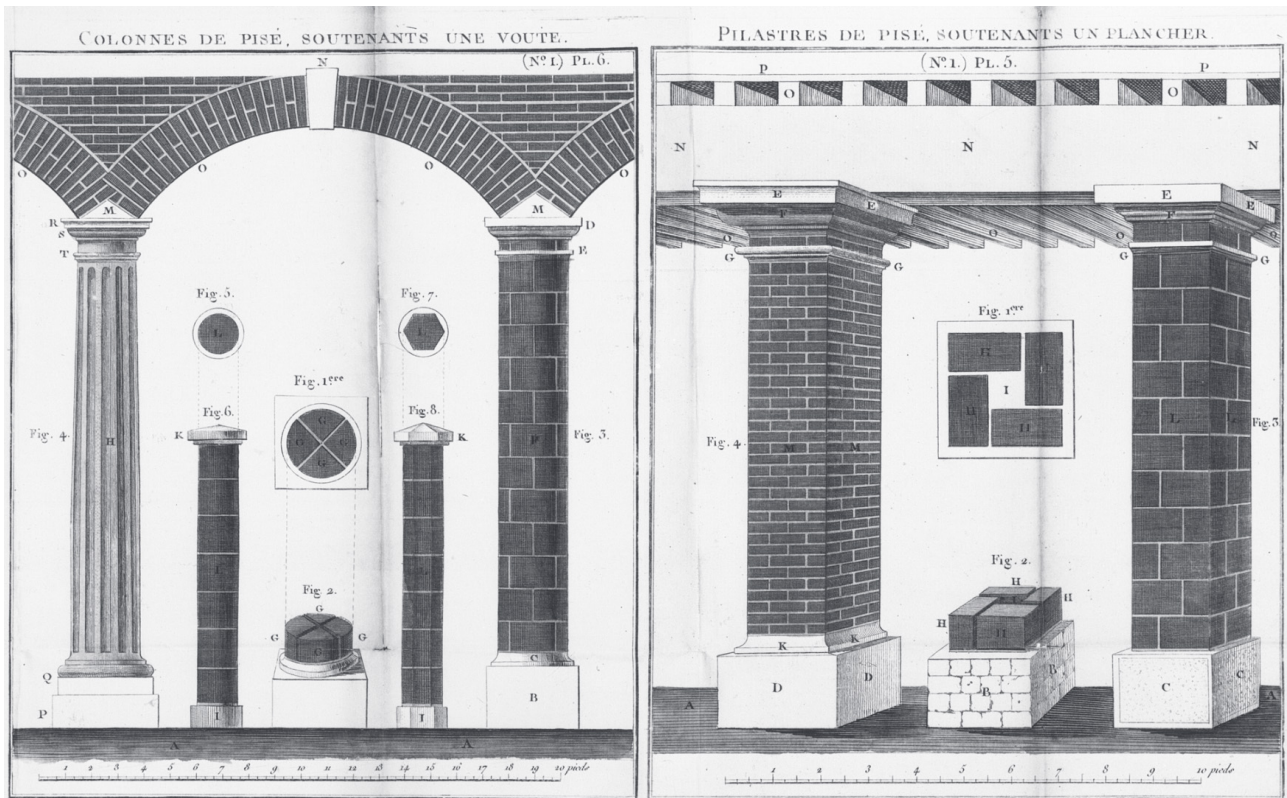 COLONNES DE PISÉ, SOUTENANTS UNE VOUTE.
(N.º I.) PL. 6.
N
O O O O
M M
R D
S
T E
Fig. 5. Fig. 7.
L L
Fig. 1.ere
Fig. 6. Fig. 8.
K K
Fig. 4. H G G G G F Fig. 3.
I L
Fig. 2.
G
G G
G
C
Q
P I I B
A A
1 2 3 4 5 6 7 8 9 10 11 12 13 14 15 16 17 18 19 20 pieds
PILASTRES DE PISÉ, SOUTENANTS UN PLANCHER.
(N.º 1.) PL. 5.
P P
O O
N N N
E E E E
F F
O O O O
G G G G
Fig. 1.ere
H
I
H H
Fig. 4. M M L L Fig. 3.
Fig. 2.
H
H H H
K K
D D B B C C
A A
1 2 3 4 5 6 7 8 9 10 pieds